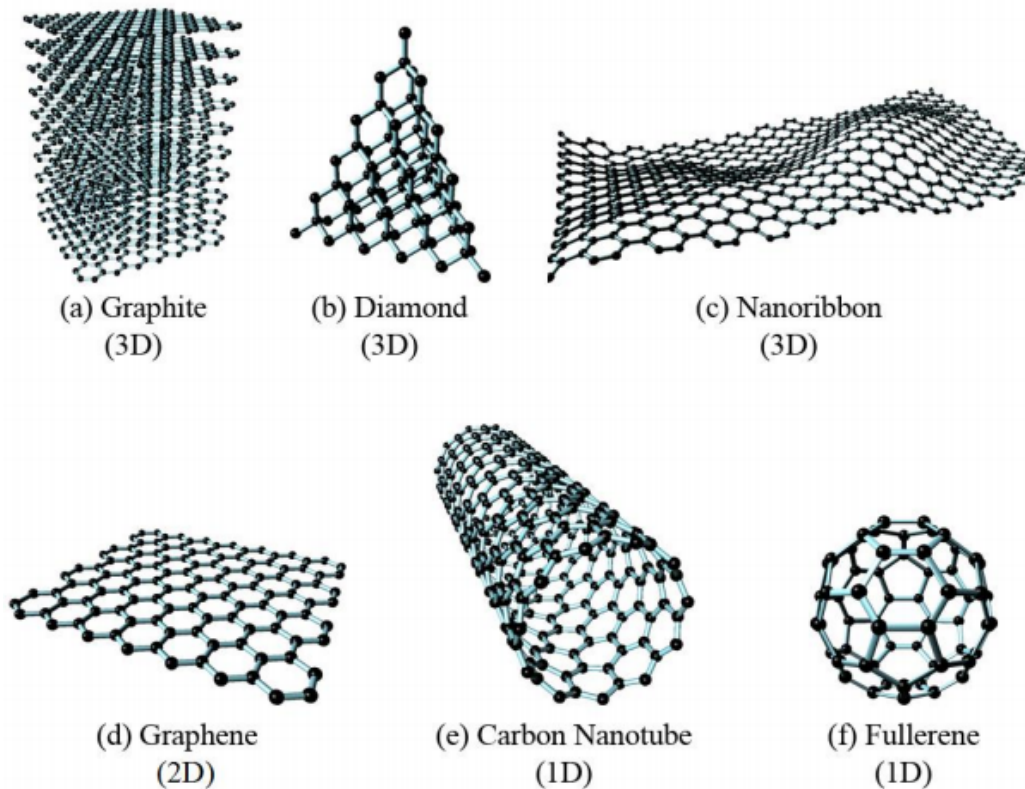 (a) Graphite
(3D)
(b) Diamond
(3D)
(c) Nanoribbon
(3D)
(d) Graphene
(2D)
(e) Carbon Nanotube
(1D)
(f) Fullerene
(1D)